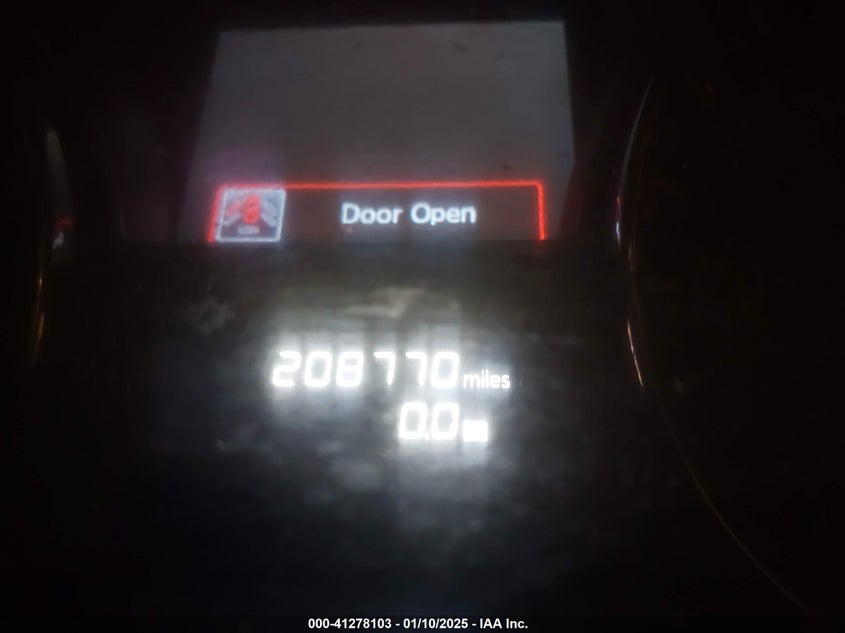 Door Open
208770 miles
0.0
000-41278103 - 01/10/2025 - IAA Inc.